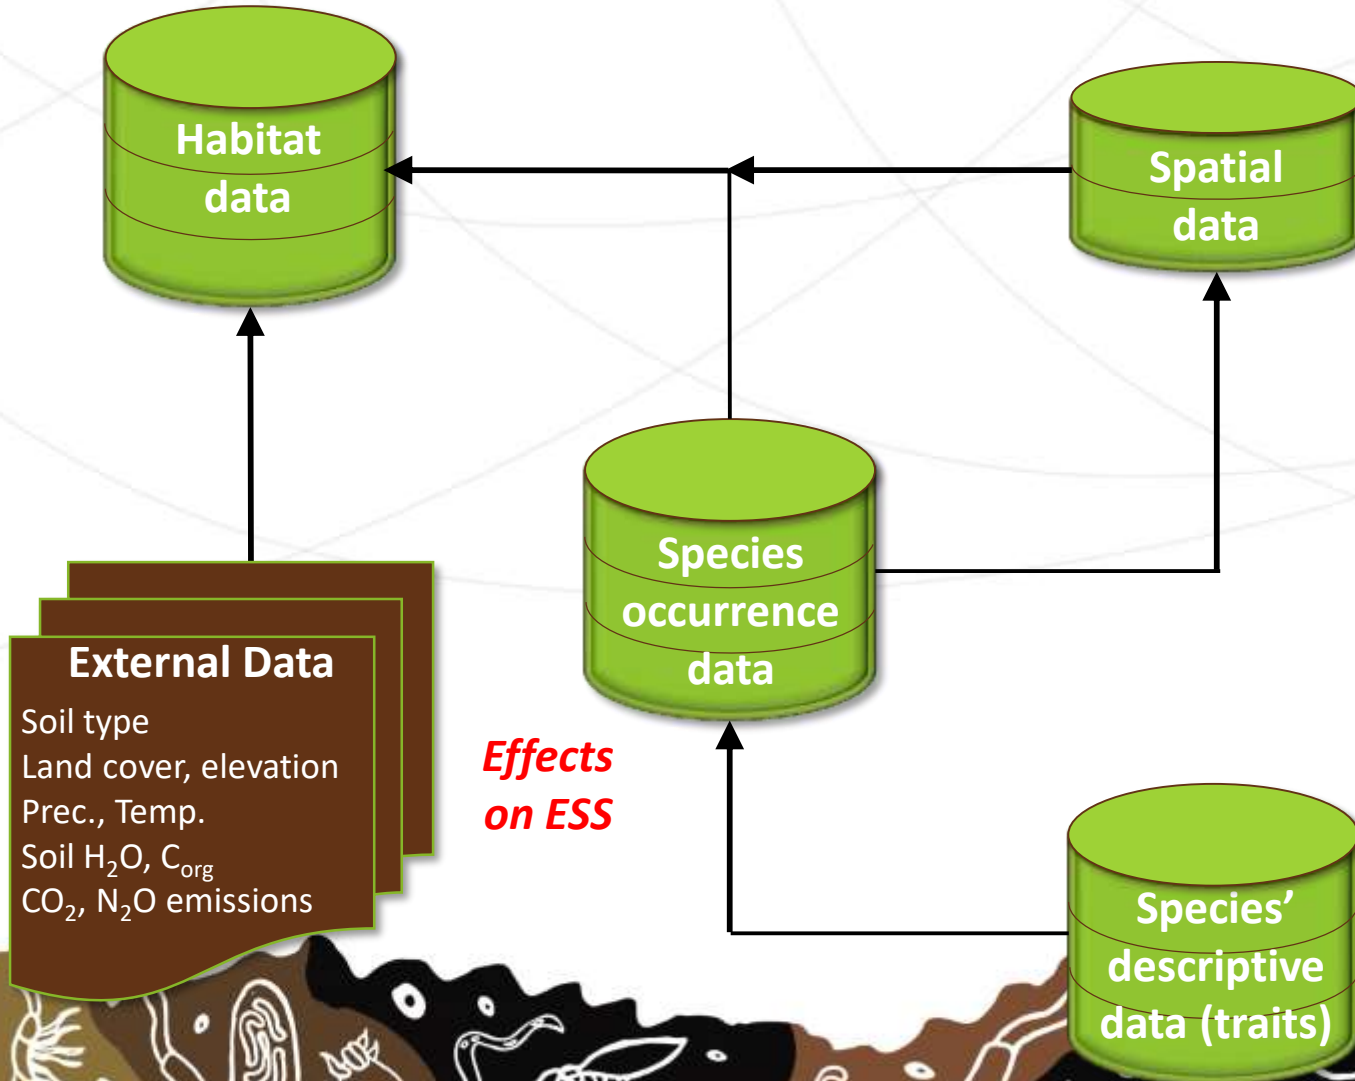 Habitat
data
Spatial
data
Species
occurrence
data
External Data
Soil type
Land cover, elevation
Prec., Temp.
Soil H₂O, Cₒᵣg
CO₂, N₂O emissions
Effects
on ESS
Species’
descriptive
data (traits)